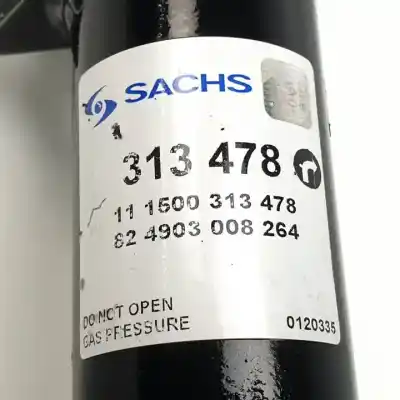 SACHS
313 478
11 1500 313 478
82 4903 008 264
DO NOT OPEN
GAS PRESSURE
0120335